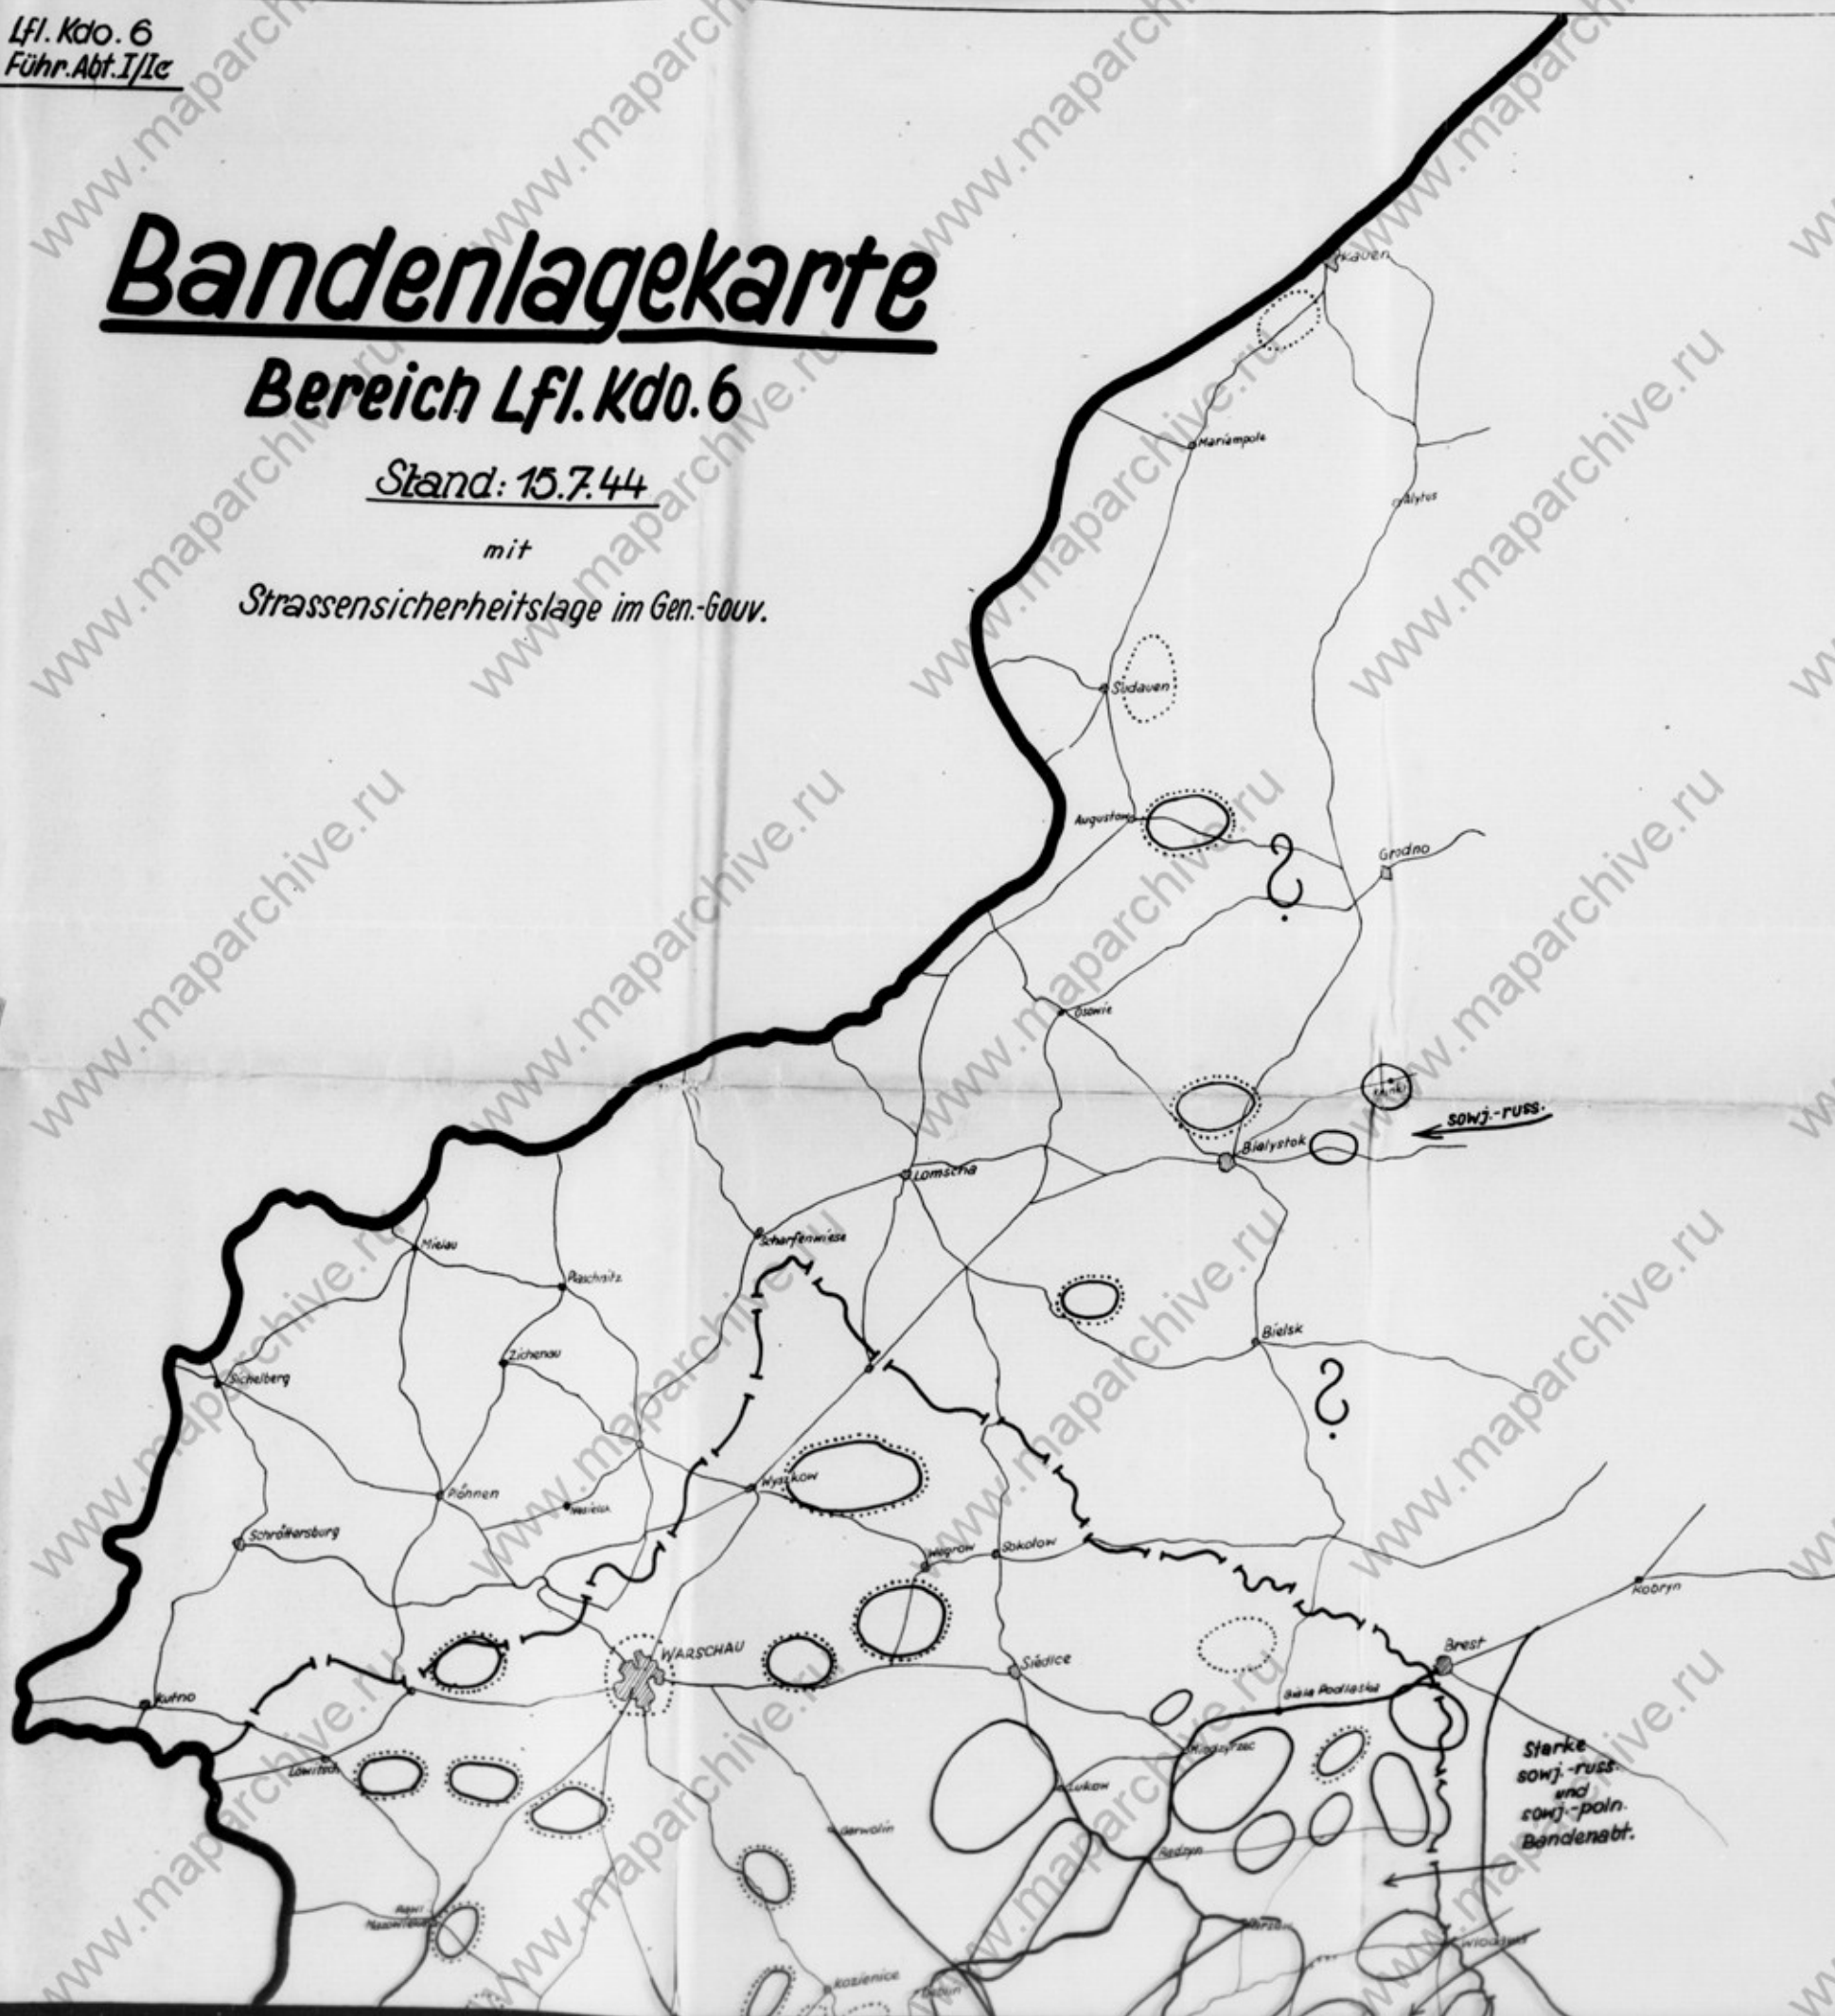 Lfl. Kdo. 6
Führ. Abt. I/Ic
Bandenlagekarte
Bereich Lfl. Kdo. 6
Stand: 15.7.44
mit
Strassensicherheitslage im Gen.-Gouv.
Kauen
Mariampole
Alytus
Sudauen
Augustow
?
Grodno
Osowie
sowj.-russ.
Bialystok
Lomscha
Scharfenwiese
Mielau
Praschnitz
Bielsk
Zichenau
?
Sichelberg
Wyszkow
Plönnen
Schröttersburg
Wegrow
Sokolow
Kobryn
WARSCHAU
Brest
Siedlce
Biala Podlaska
Kutno
Miedzyrzec
Starke
sowj.-russ.
und
sowj.-poln.
Bandenabt.
Lowitsch
Lukow
Garwolin
Radzyn
Kozienice
www.maparchive.ru